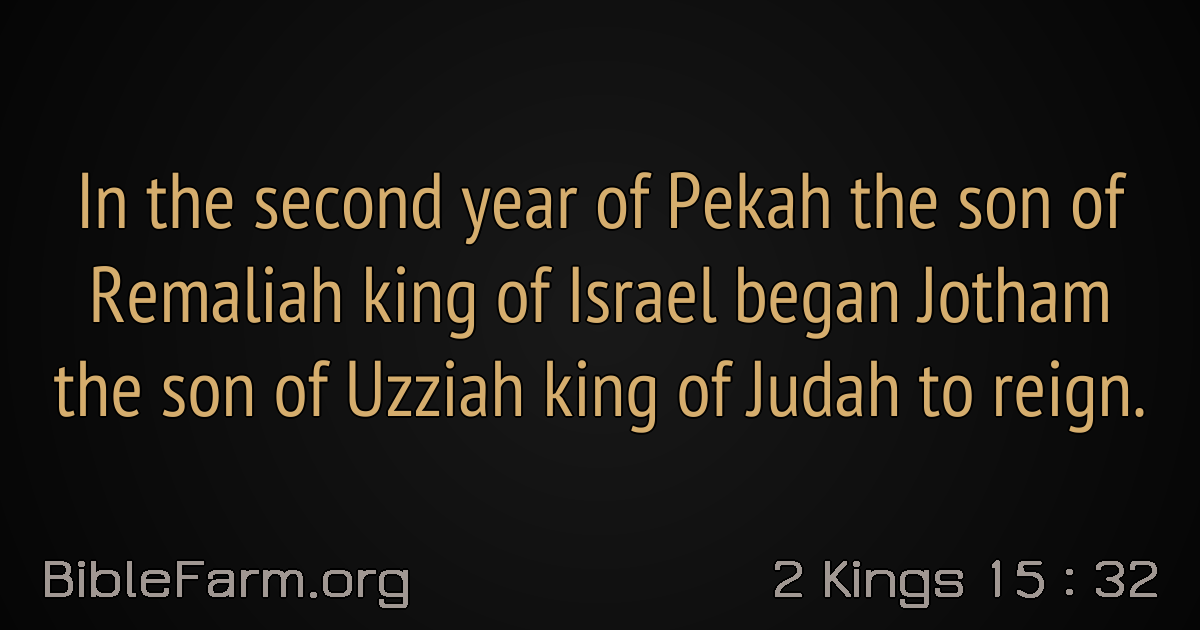 In the second year of Pekah the son of
Remaliah king of Israel began Jotham
the son of Uzziah king of Judah to reign.
BibleFarm.org
2 Kings 15 : 32